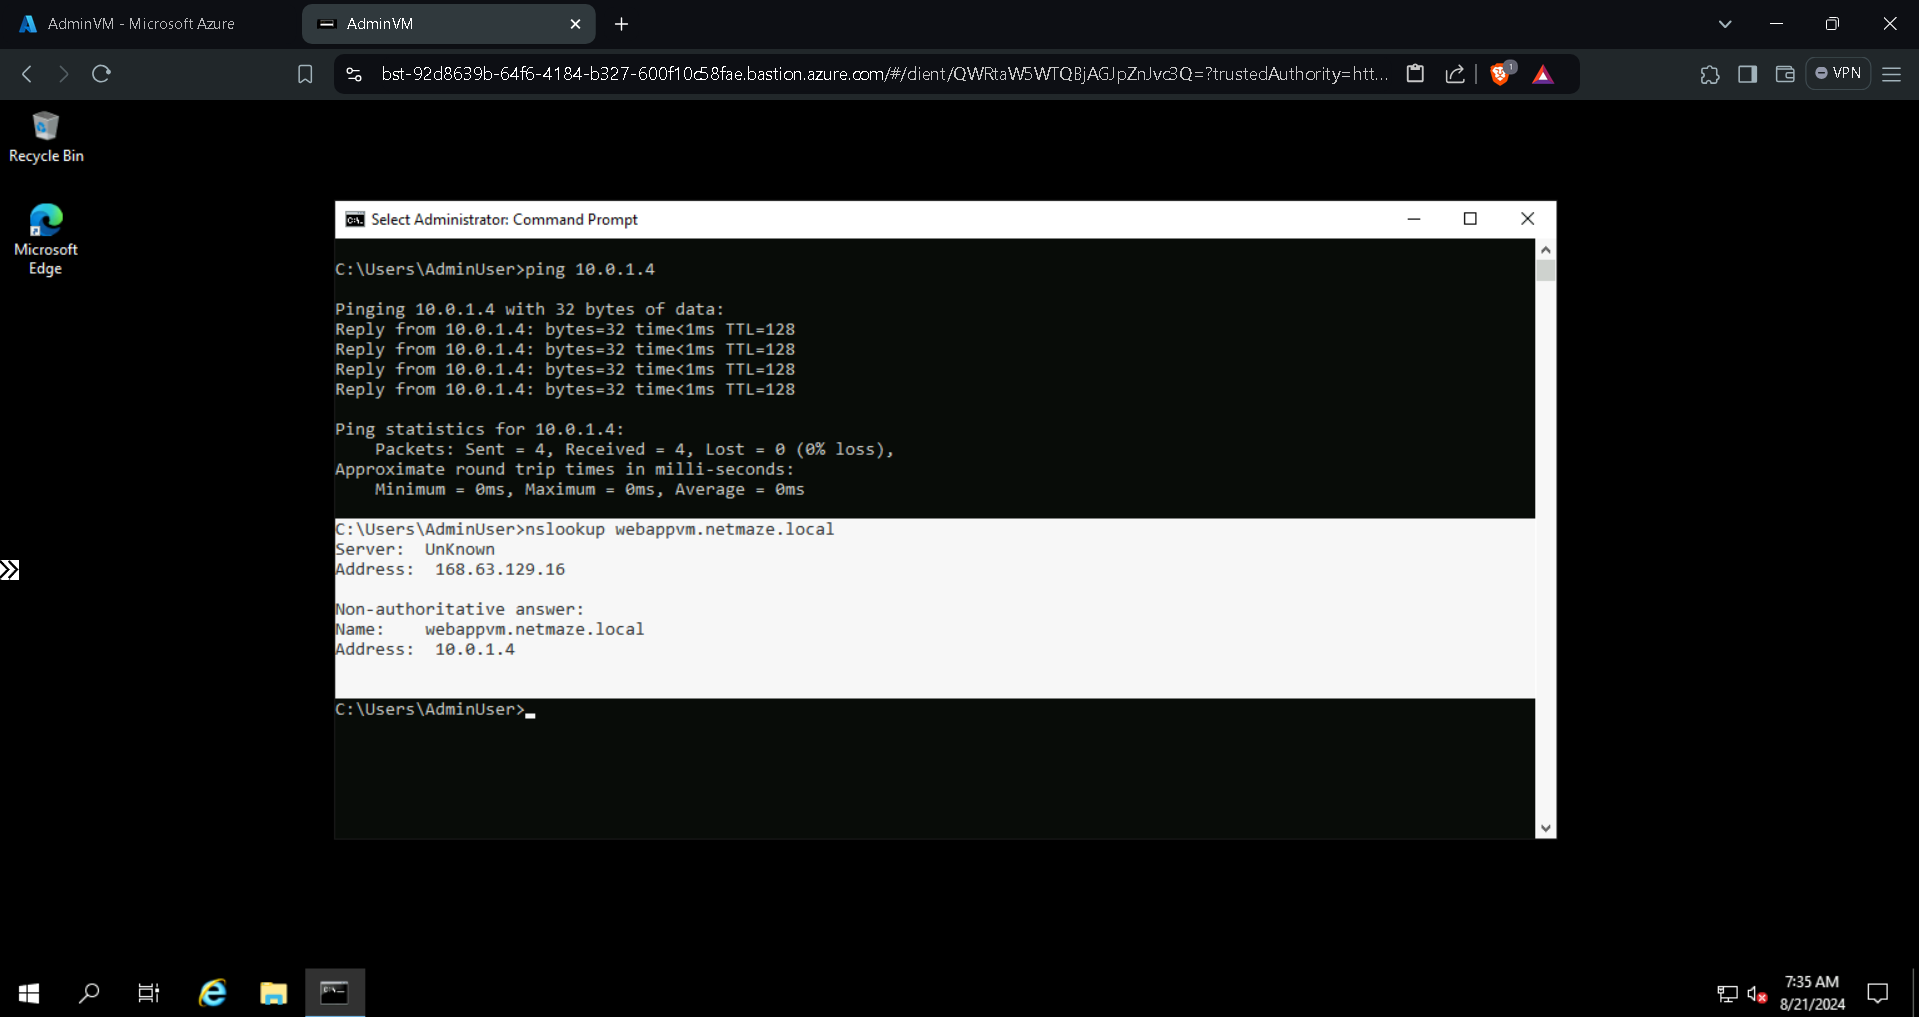 AdminVM - Microsoft Azure
AdminVM
bst-92d8639b-64f6-4184-b327-600f10c58fae.bastion.azure.com/#/client/QWRtaW5WTQBjAGJpZnJvc3Q=?trustedAuthority=htt...
1
VPN
Recycle Bin
Microsoft
Edge
Select Administrator: Command Prompt
C:\Users\AdminUser>ping 10.0.1.4
Pinging 10.0.1.4 with 32 bytes of data:
Reply from 10.0.1.4: bytes=32 time<1ms TTL=128
Reply from 10.0.1.4: bytes=32 time<1ms TTL=128
Reply from 10.0.1.4: bytes=32 time<1ms TTL=128
Reply from 10.0.1.4: bytes=32 time<1ms TTL=128
Ping statistics for 10.0.1.4:
    Packets: Sent = 4, Received = 4, Lost = 0 (0% loss),
Approximate round trip times in milli-seconds:
    Minimum = 0ms, Maximum = 0ms, Average = 0ms
C:\Users\AdminUser>nslookup webappvm.netmaze.local
Server:  UnKnown
Address:  168.63.129.16
Non-authoritative answer:
Name:    webappvm.netmaze.local
Address:  10.0.1.4
C:\Users\AdminUser>
7:35 AM
8/21/2024